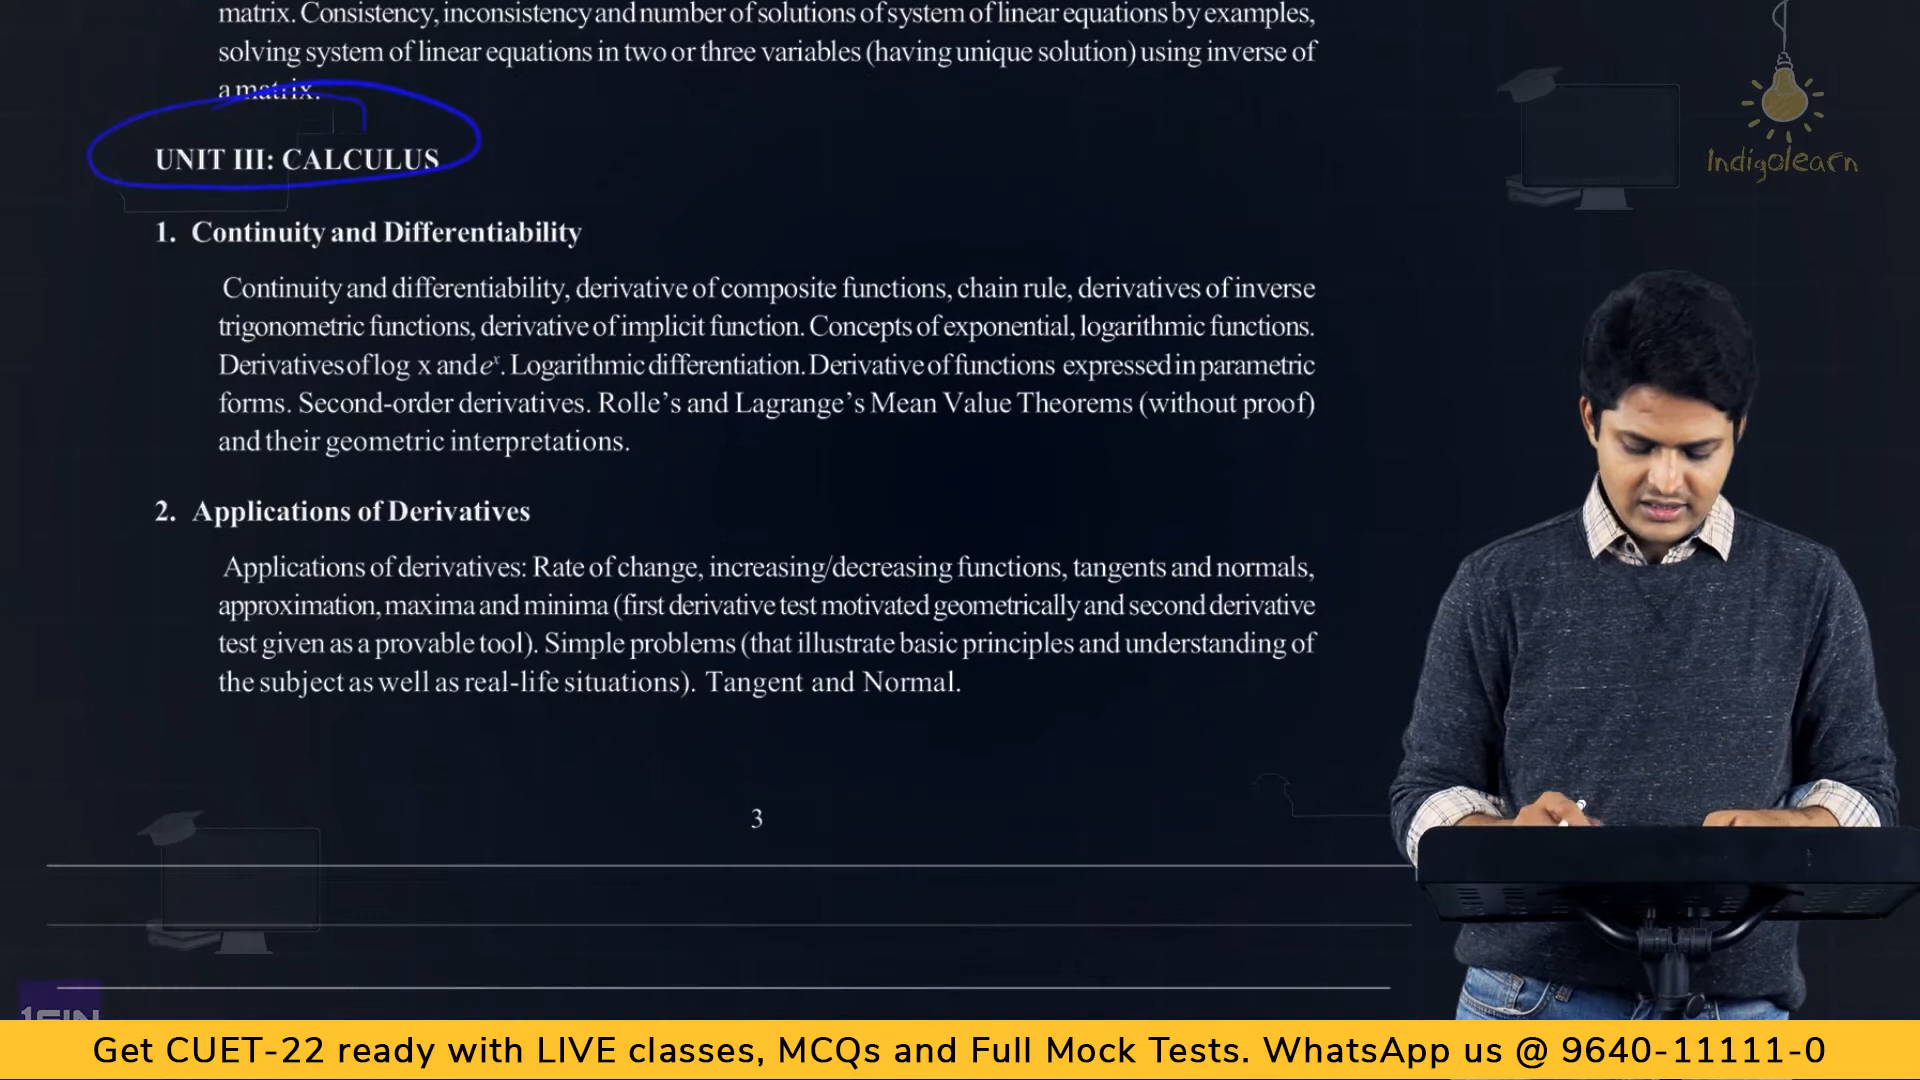 matrix. Consistency, inconsistency and number of solutions of system of linear equations by examples,
solving system of linear equations in two or three variables (having unique solution) using inverse of
a matrix.
UNIT III: CALCULUS
Indigolearn
1. Continuity and Differentiability
Continuity and differentiability, derivative of composite functions, chain rule, derivatives of inverse
trigonometric functions, derivative of implicit function. Concepts of exponential, logarithmic functions.
Derivatives of log x and eˣ. Logarithmic differentiation. Derivative of functions expressed in parametric
forms. Second-order derivatives. Rolle’s and Lagrange’s Mean Value Theorems (without proof)
and their geometric interpretations.
2. Applications of Derivatives
Applications of derivatives: Rate of change, increasing/decreasing functions, tangents and normals,
approximation, maxima and minima (first derivative test motivated geometrically and second derivative
test given as a provable tool). Simple problems (that illustrate basic principles and understanding of
the subject as well as real-life situations). Tangent and Normal.
3
Get CUET-22 ready with LIVE classes, MCQs and Full Mock Tests. WhatsApp us @ 9640-11111-0